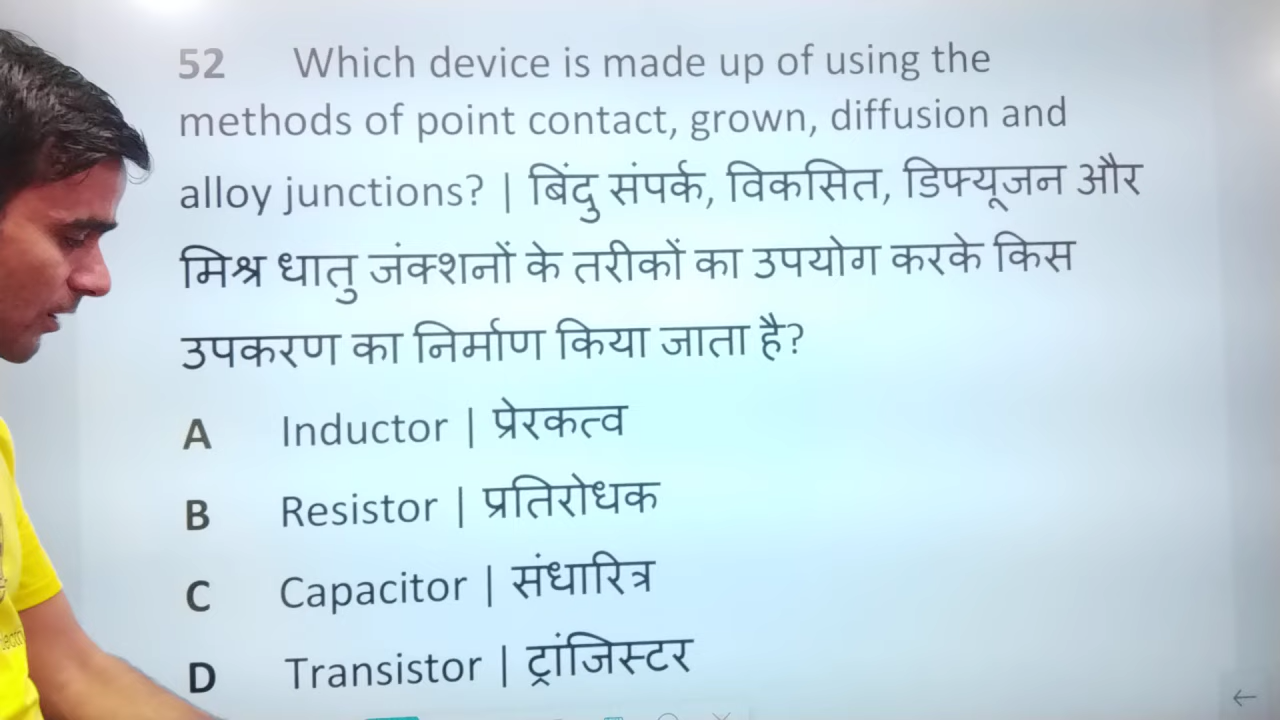 52 Which device is made up of using the
methods of point contact, grown, diffusion and
alloy junctions? | बिंदु संपर्क, विकसित, डिफ्यूजन और
मिश्र धातु जंक्शनों के तरीकों का उपयोग करके किस
उपकरण का निर्माण किया जाता है?
A Inductor | प्रेरकत्व
B Resistor | प्रतिरोधक
C Capacitor | संधारित्र
D Transistor | ट्रांजिस्टर